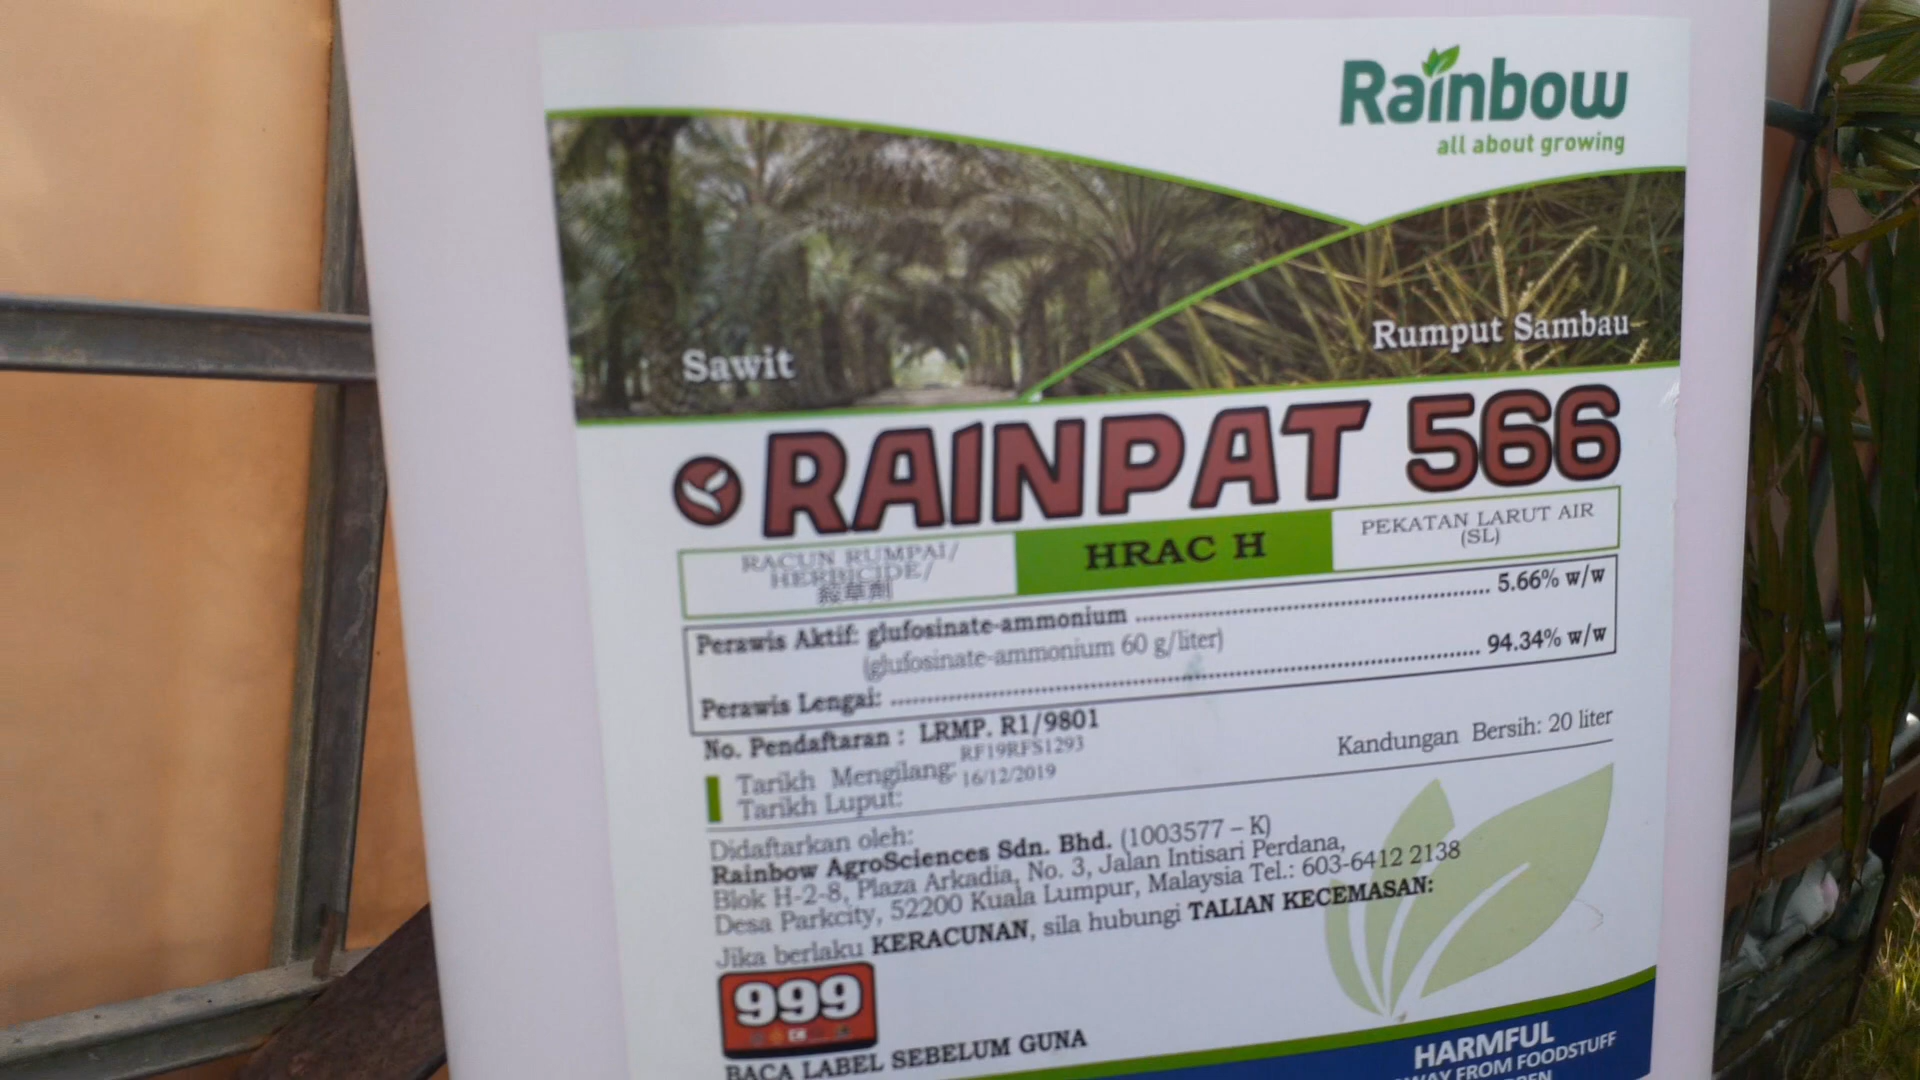 Rainbow
all about growing
Sawit
Rumput Sambau
RAINPAT 566
RACUN RUMPAI/
HERBICIDE/
殺草劑
HRAC H
PEKATAN LARUT AIR
(SL)
Perawis Aktif: glufosinate-ammonium ........ 5.66% w/w
(glufosinate-ammonium 60 g/liter)
Perawis Lengai: ........ 94.34% w/w
No. Pendaftaran : LRMP. R1/9801
RF19RFS1293
Tarikh Mengilang: 16/12/2019
Tarikh Luput:
Kandungan Bersih: 20 liter
Didaftarkan oleh:
Rainbow AgroSciences Sdn. Bhd. (1003577 – K)
Blok H-2-8, Plaza Arkadia, No. 3, Jalan Intisari Perdana,
Desa Parkcity, 52200 Kuala Lumpur, Malaysia Tel.: 603-6412 2138
Jika berlaku KERACUNAN, sila hubungi TALIAN KECEMASAN:
999
BACA LABEL SEBELUM GUNA
HARMFUL
FROM FOODSTUFF